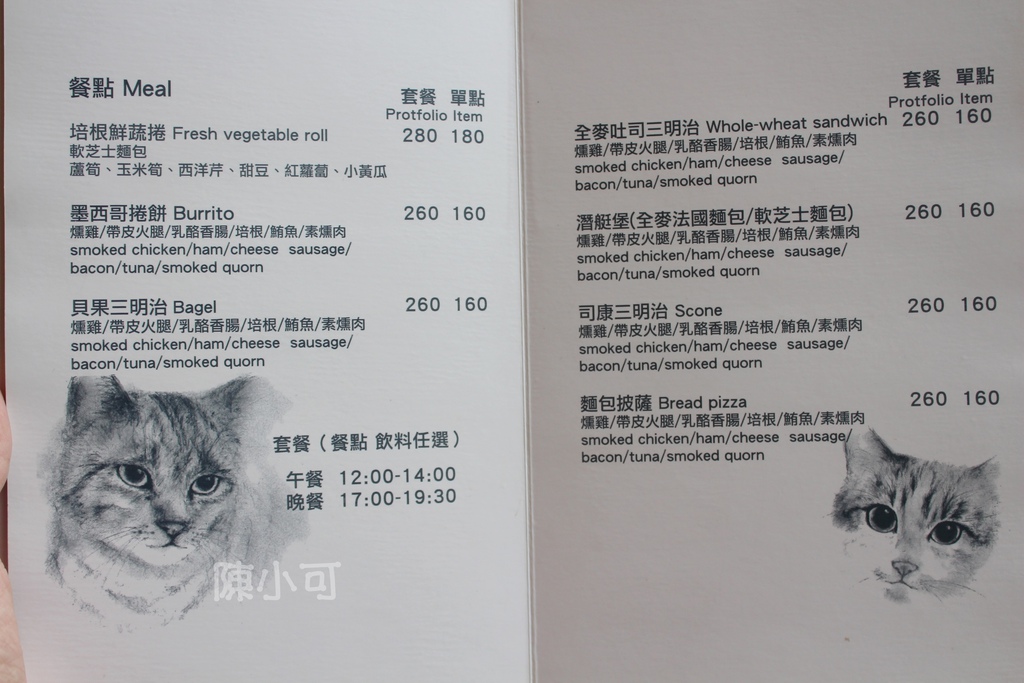 餐點 Meal
套餐 單點
Protfolio Item
培根鮮蔬捲 Fresh vegetable roll 280 180
軟芝士麵包
蘆筍、玉米筍、西洋芹、甜豆、紅蘿蔔、小黃瓜
墨西哥捲餅 Burrito 260 160
燻雞/帶皮火腿/乳酪香腸/培根/鮪魚/素燻肉
smoked chicken/ham/cheese sausage/
bacon/tuna/smoked quorn
貝果三明治 Bagel 260 160
燻雞/帶皮火腿/乳酪香腸/培根/鮪魚/素燻肉
smoked chicken/ham/cheese sausage/
bacon/tuna/smoked quorn
套餐（餐點 飲料任選）
午餐 12:00-14:00
晚餐 17:00-19:30
陳小可
套餐 單點
Protfolio Item
全麥吐司三明治 Whole-wheat sandwich 260 160
燻雞/帶皮火腿/乳酪香腸/培根/鮪魚/素燻肉
smoked chicken/ham/cheese sausage/
bacon/tuna/smoked quorn
潛艇堡(全麥法國麵包/軟芝士麵包) 260 160
燻雞/帶皮火腿/乳酪香腸/培根/鮪魚/素燻肉
smoked chicken/ham/cheese sausage/
bacon/tuna/smoked quorn
司康三明治 Scone 260 160
燻雞/帶皮火腿/乳酪香腸/培根/鮪魚/素燻肉
smoked chicken/ham/cheese sausage/
bacon/tuna/smoked quorn
麵包披薩 Bread pizza 260 160
燻雞/帶皮火腿/乳酪香腸/培根/鮪魚/素燻肉
smoked chicken/ham/cheese sausage/
bacon/tuna/smoked quorn